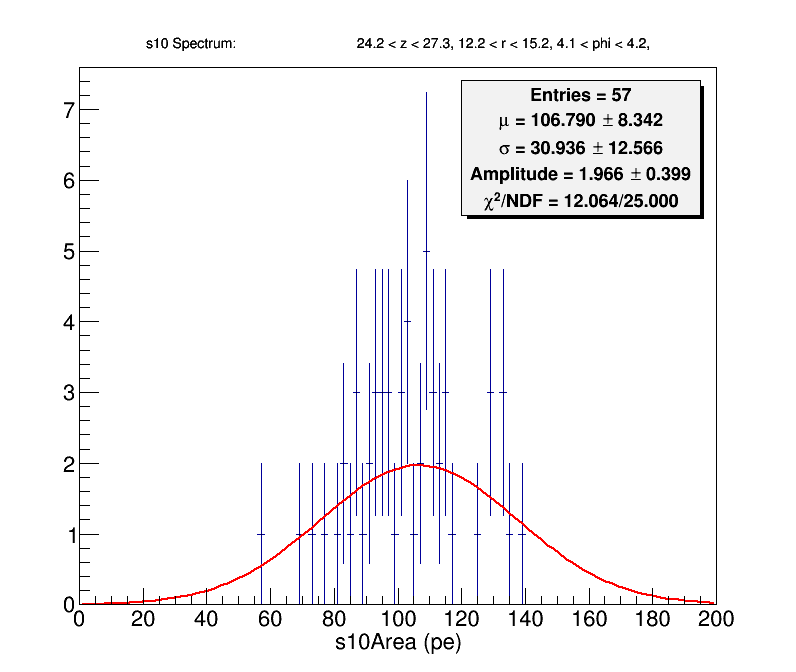 s10 Spectrum: 24.2 < z < 27.3, 12.2 < r < 15.2, 4.1 < phi < 4.2,
Entries = 57
μ = 106.790 ± 8.342
σ = 30.936 ± 12.566
Amplitude = 1.966 ± 0.399
χ²/NDF = 12.064/25.000
7
6
5
4
3
2
1
0
0 20 40 60 80 100 120 140 160 180 200
s10Area (pe)